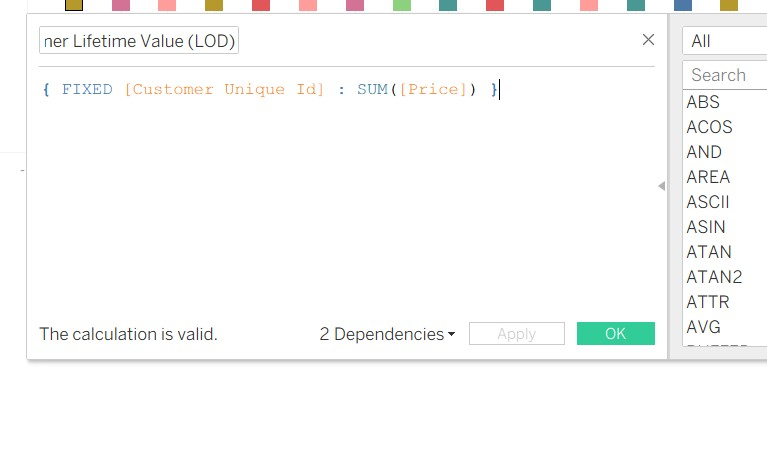 ner Lifetime Value (LOD)
{ FIXED [Customer Unique Id] : SUM([Price]) }
The calculation is valid.
2 Dependencies
Apply
OK
All
Search
ABS
ACOS
AND
AREA
ASCII
ASIN
ATAN
ATAN2
ATTR
AVG